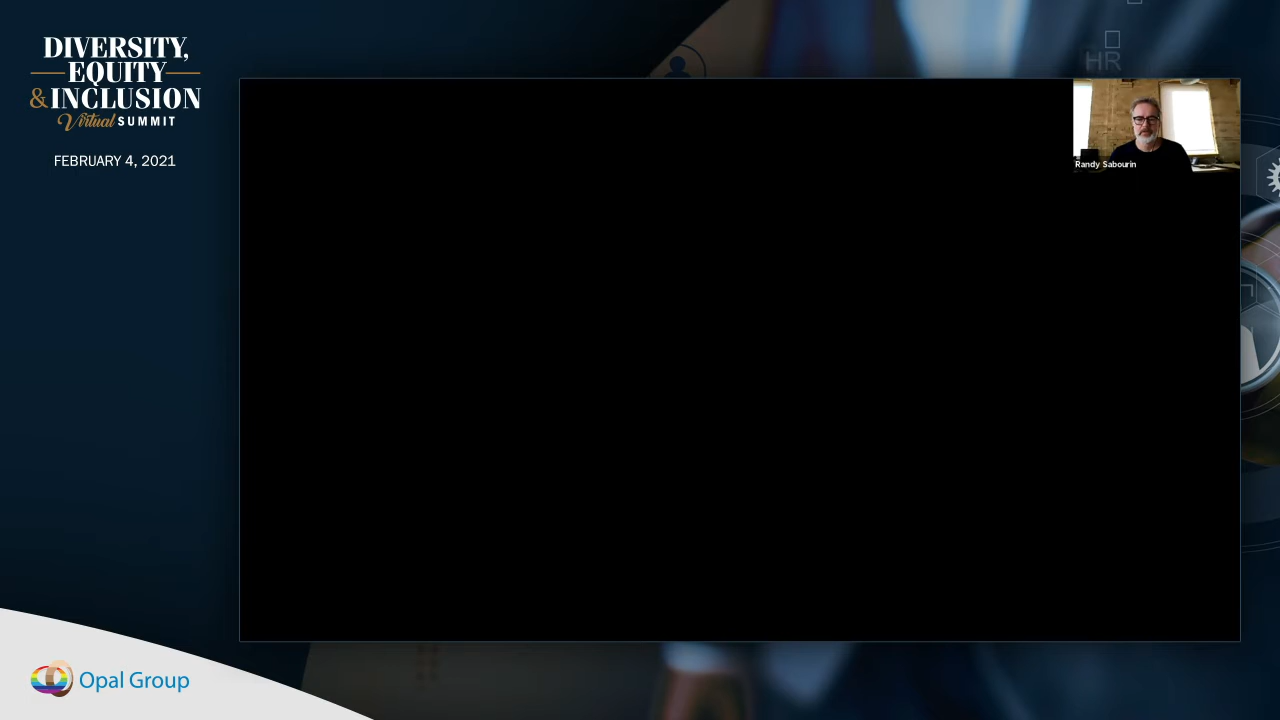 DIVERSITY,
EQUITY
& INCLUSION
Virtual SUMMIT
FEBRUARY 4, 2021
HR
Randy Sabourin
Opal Group